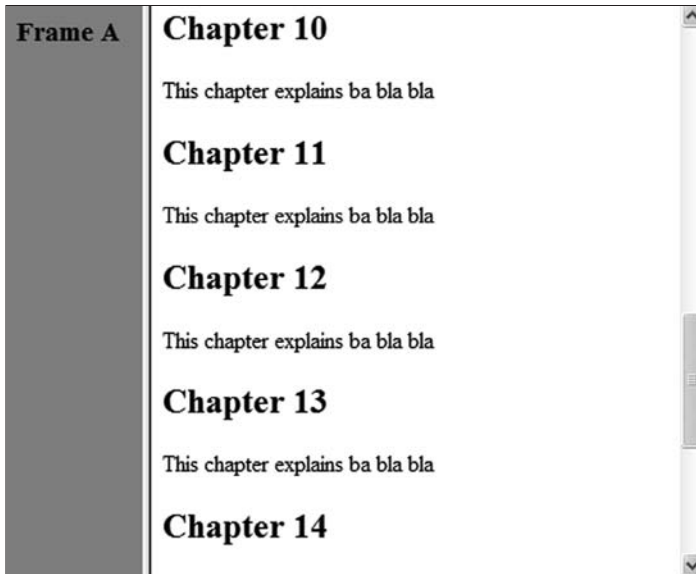 Frame A
Chapter 10
This chapter explains ba bla bla
Chapter 11
This chapter explains ba bla bla
Chapter 12
This chapter explains ba bla bla
Chapter 13
This chapter explains ba bla bla
Chapter 14